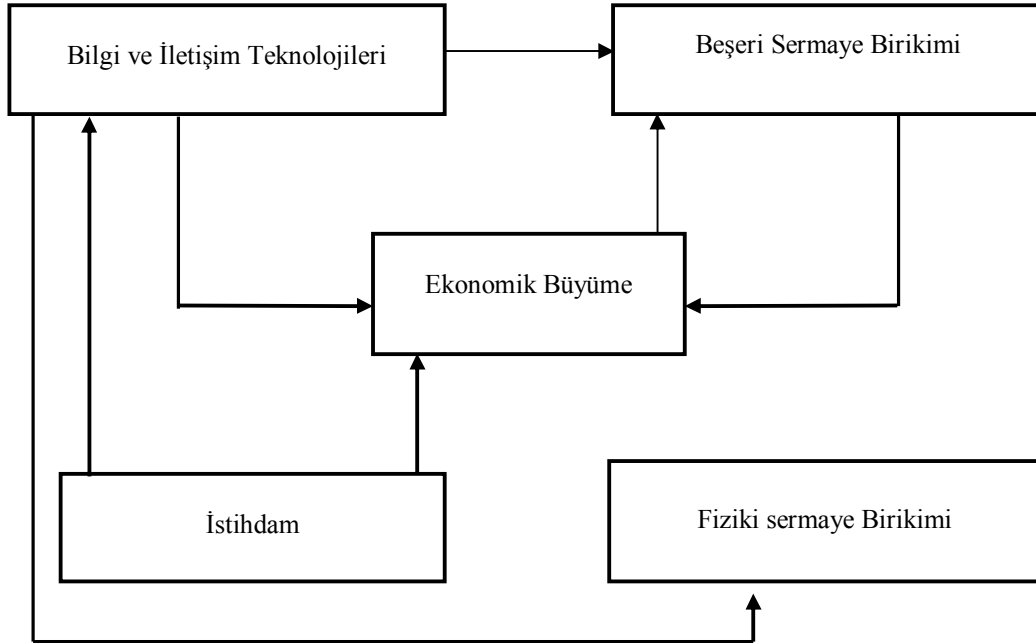 Bilgi ve İletişim Teknolojileri
Beşeri Sermaye Birikimi
Ekonomik Büyüme
İstihdam
Fiziki sermaye Birikimi